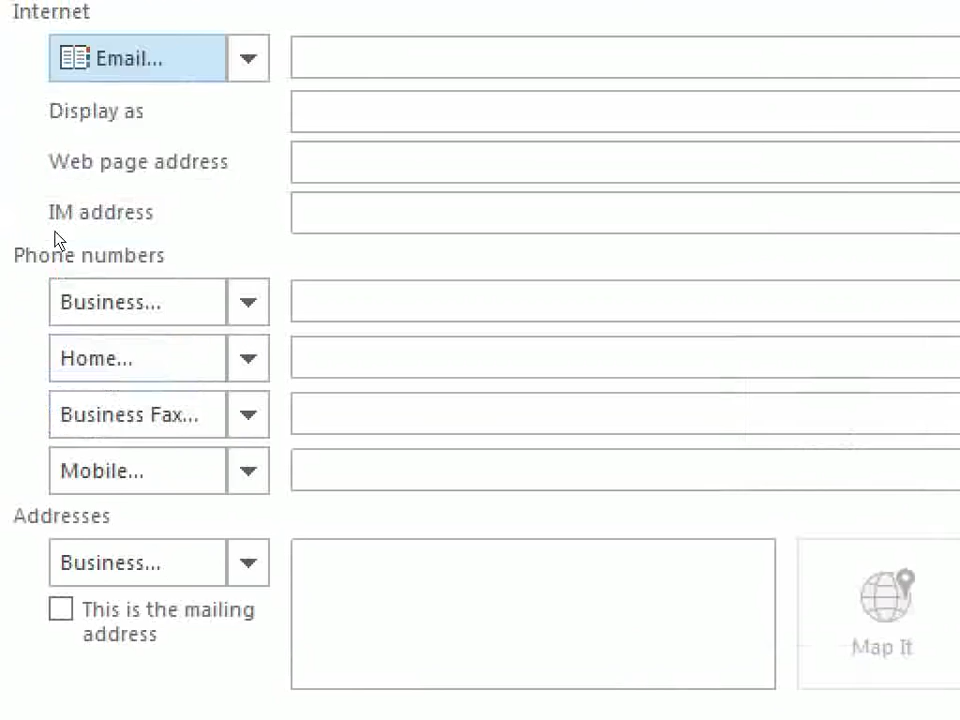 Internet
Email...
Display as
Web page address
IM address
Phone numbers
Business...
Home...
Business Fax...
Mobile...
Addresses
Business...
This is the mailing
address
Map It